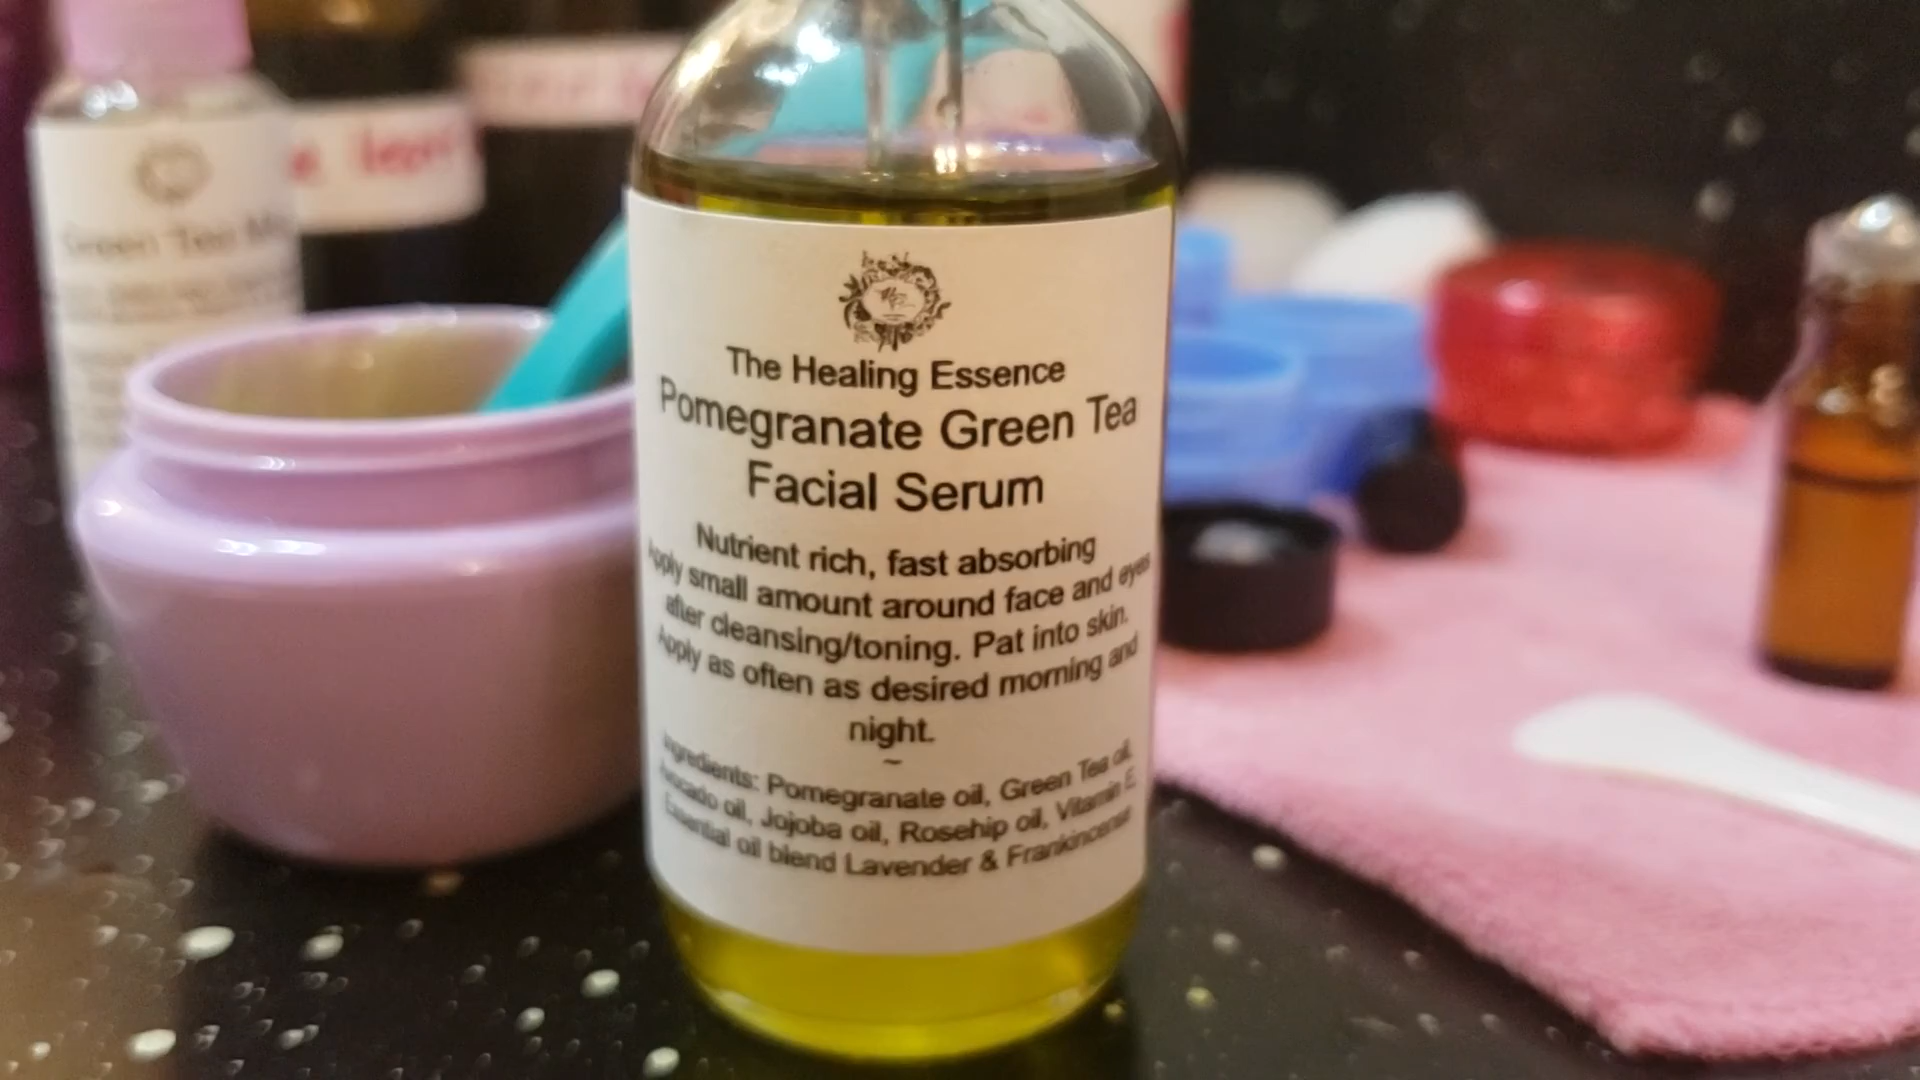 Green Tea
The Healing Essence
Pomegranate Green Tea
Facial Serum
Nutrient rich, fast absorbing
Apply small amount around face and eyes
after cleansing/toning. Pat into skin.
Apply as often as desired morning and
night.
~
Ingredients: Pomegranate oil, Green Tea oil,
Avocado oil, Jojoba oil, Rosehip oil, Vitamin E,
Essential oil blend Lavender & Frankincense